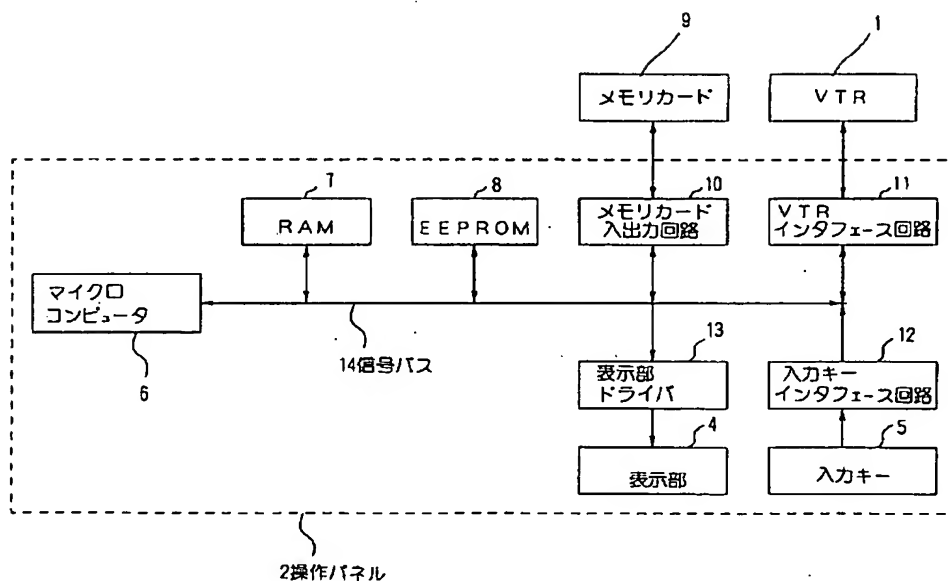 9
1
メモリカード
VTR
7
8
10
11
RAM
EEPROM
メモリカード
入出力回路
VTR
インタフェース回路
マイクロ
コンピュータ
6
14信号バス
13
12
表示部
ドライバ
入力キー
インタフェース回路
4
5
表示部
入力キー
2操作パネル